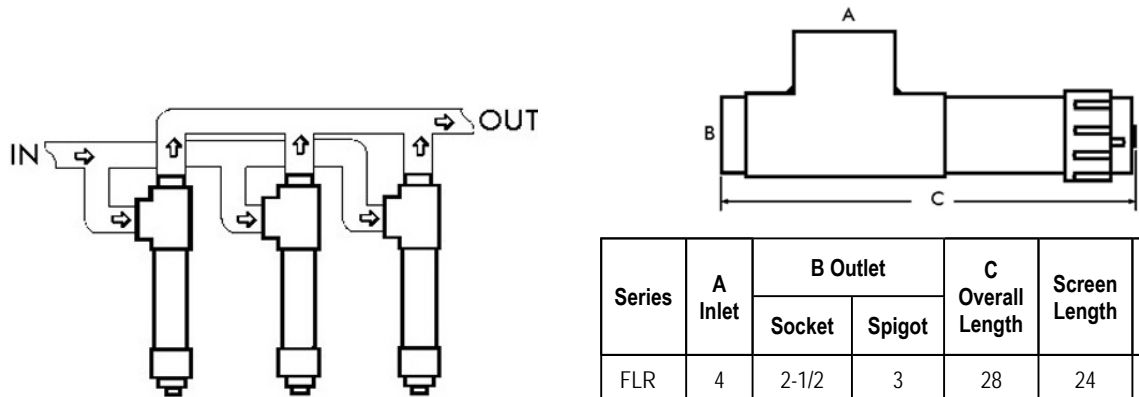 IN
OUT
A
B
C
Series
A
Inlet
B Outlet
C
Overall
Length
Screen
Length
Socket
Spigot
FLR
4
2-1/2
3
28
24